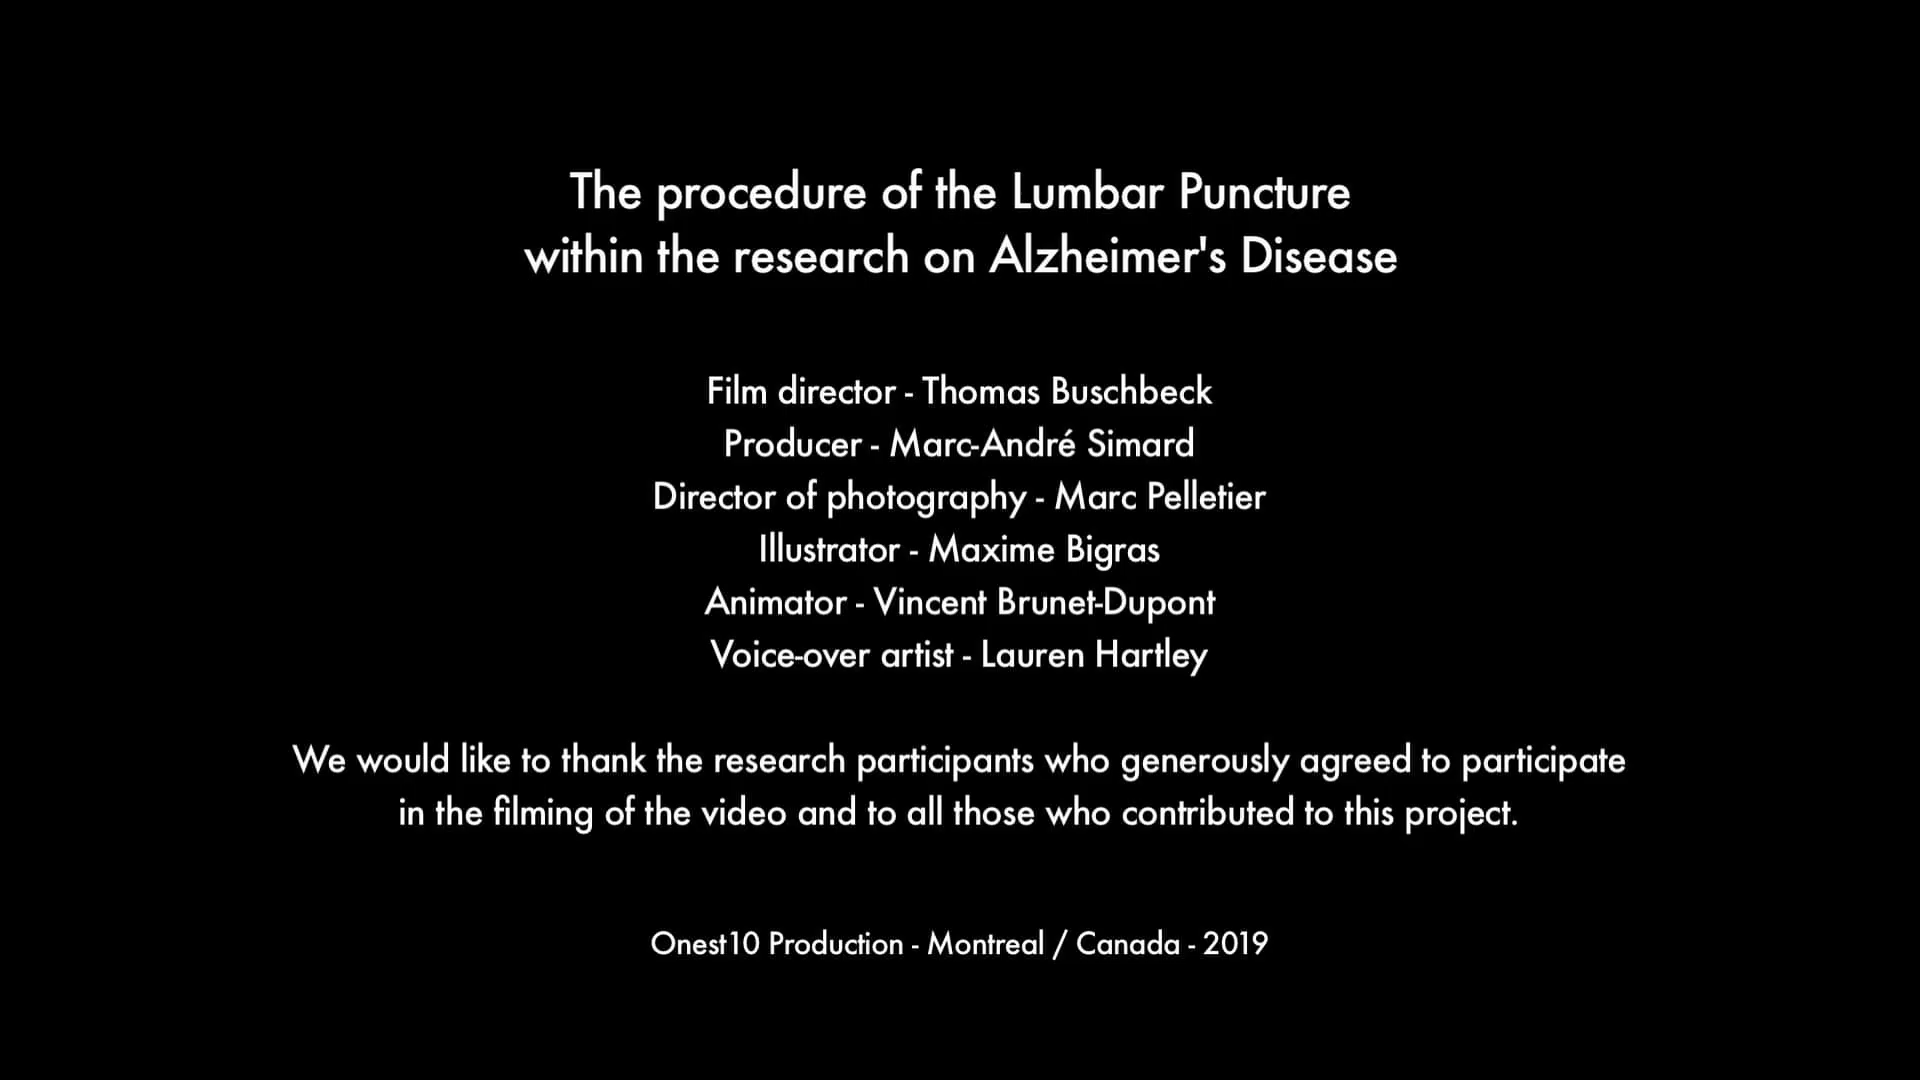 The procedure of the Lumbar Puncture
within the research on Alzheimer's Disease
Film director - Thomas Buschbeck
Producer - Marc-André Simard
Director of photography - Marc Pelletier
Illustrator - Maxime Bigras
Animator - Vincent Brunet-Dupont
Voice-over artist - Lauren Hartley
We would like to thank the research participants who generously agreed to participate
in the filming of the video and to all those who contributed to this project.
Onest10 Production - Montreal / Canada - 2019